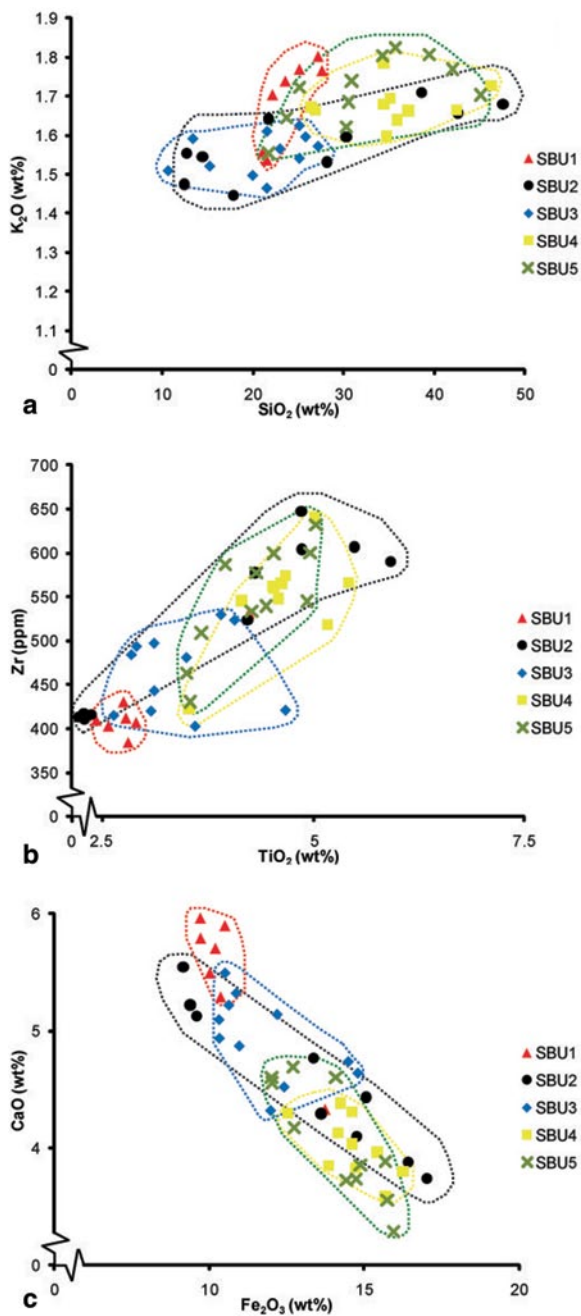 1.9
1.8
1.7
1.6
1.5
1.4
1.3
1.2
1.1
0
K₂O (wt%)
0 10 20 30 40 50
SiO₂ (wt%)
SBU1
SBU2
SBU3
SBU4
SBU5
a
700
650
600
550
500
450
400
350
0
Zr (ppm)
0 2.5 5 7.5
TiO₂ (wt%)
SBU1
SBU2
SBU3
SBU4
SBU5
b
6
5
4
0
CaO (wt%)
0 10 15 20
Fe₂O₃ (wt%)
SBU1
SBU2
SBU3
SBU4
SBU5
c